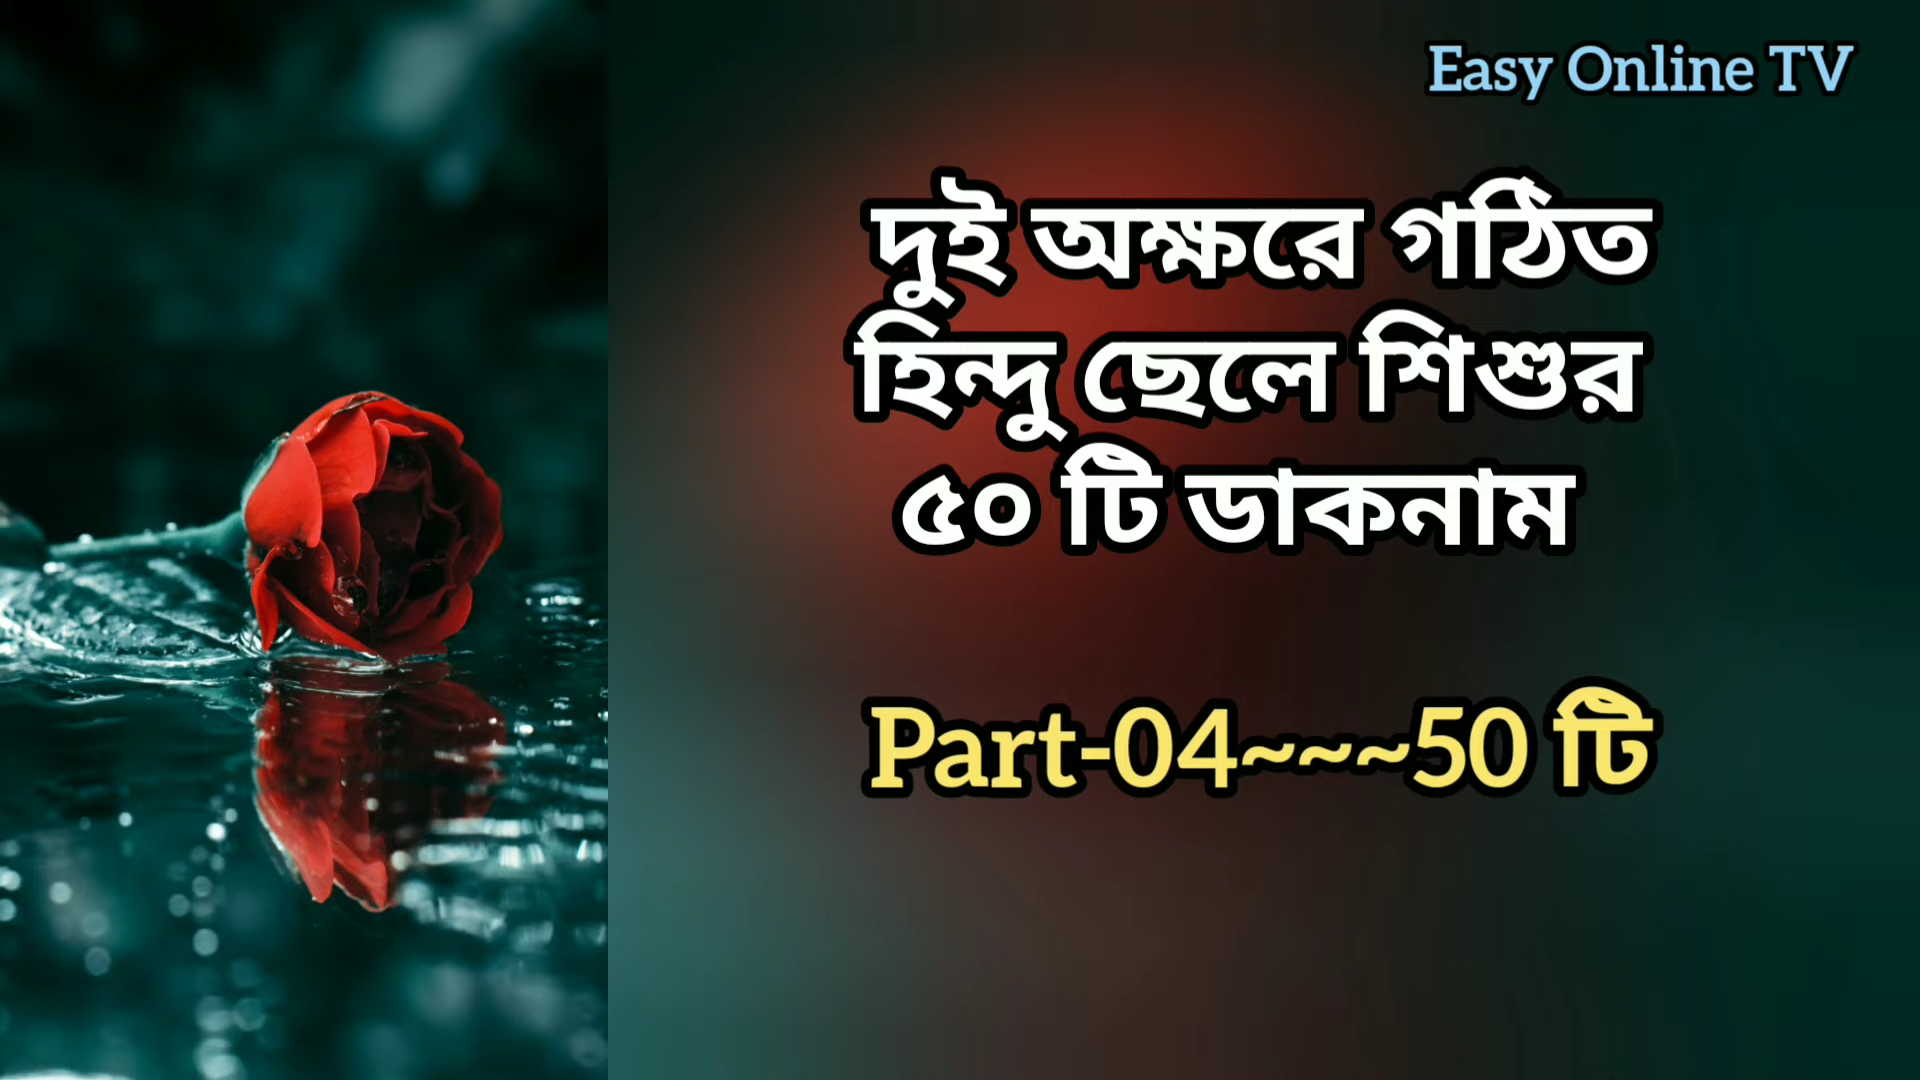 Easy Online TV
দুই অক্ষরে গঠিত
হিন্দু ছেলে শিশুর
৫০ টি ডাকনাম
Part-04~~~50 টি